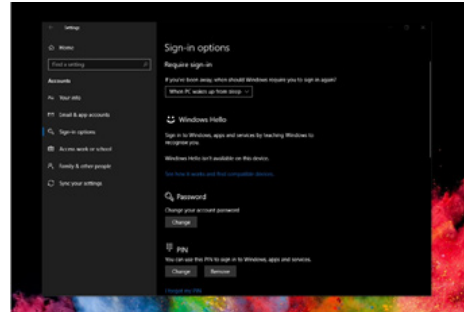 Settings
Home
Find a setting
Accounts
Your info
Email & app accounts
Sign-in options
Access work or school
Family & other people
Sync your settings
Sign-in options
Require sign-in
If you've been away, when should Windows require you to sign in again?
When PC wakes up from sleep
Windows Hello
Sign in to Windows, apps and services by teaching Windows to
recognise you.
Windows Hello isn't available on this device.
See how it works and find compatible devices.
Password
Change your account password
Change
PIN
You can use this PIN to sign in to Windows, apps and services.
Change Remove
I forgot my PIN